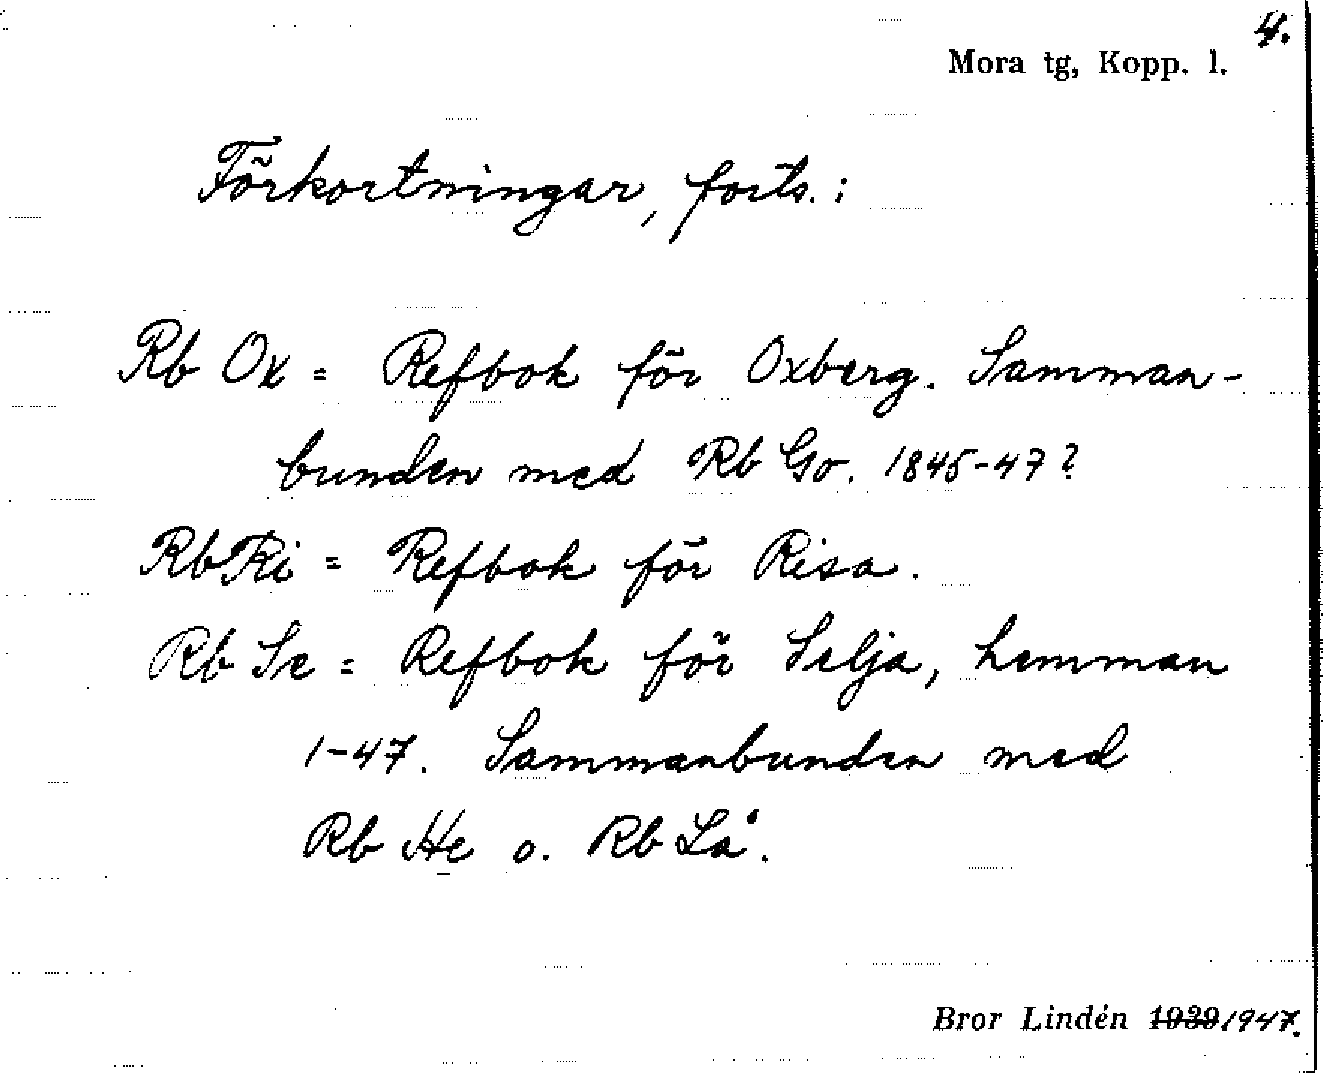 4.
Mora tg, Kopp. l.
Förkortningar, forts.:
Rb Ox = Refbok för Oxberg. Samman-
bunden med Rb Go. 1845-47?
Rb Ri = Refbok för Risa.
Rb Se = Refbok för Selja, hemman
1-47. Sammanbunden med
Rb He o. Rb Lå.
Bror Lindén 1939 1947.